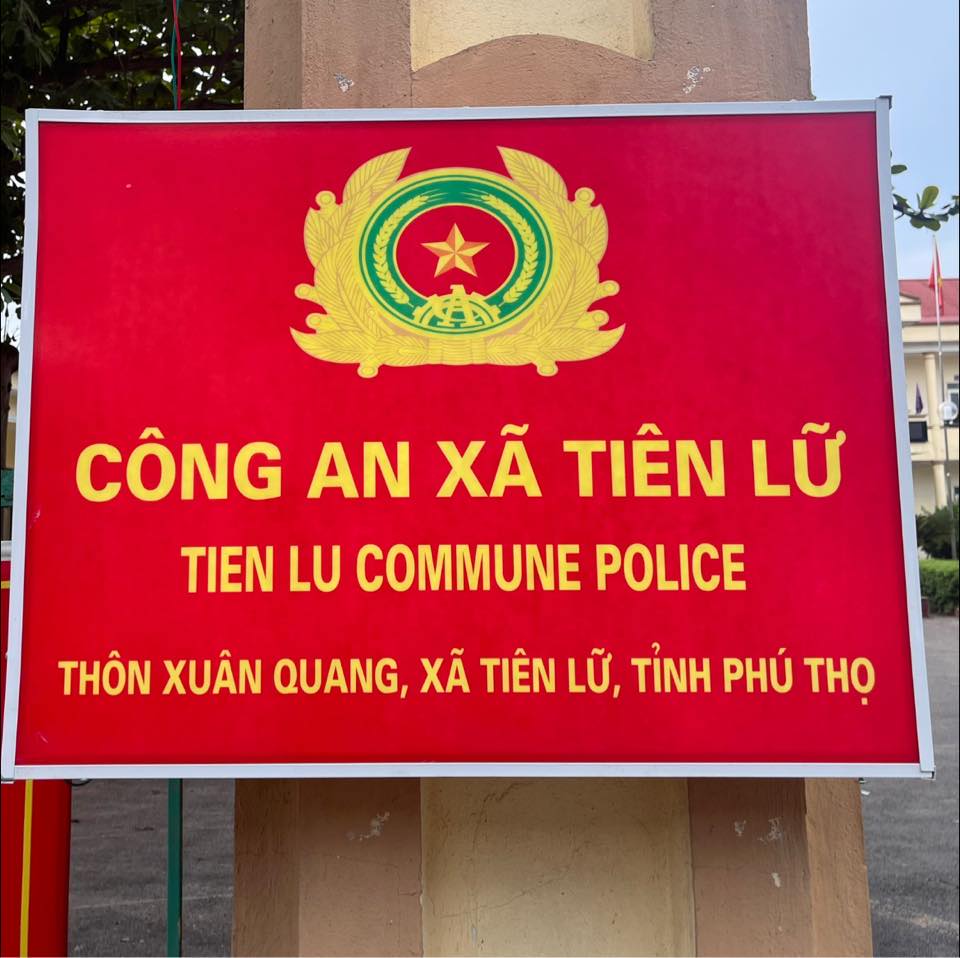 CÔNG AN XÃ TIÊN LỮ
TIEN LU COMMUNE POLICE
THÔN XUÂN QUANG, XÃ TIÊN LỮ, TỈNH PHÚ THỌ